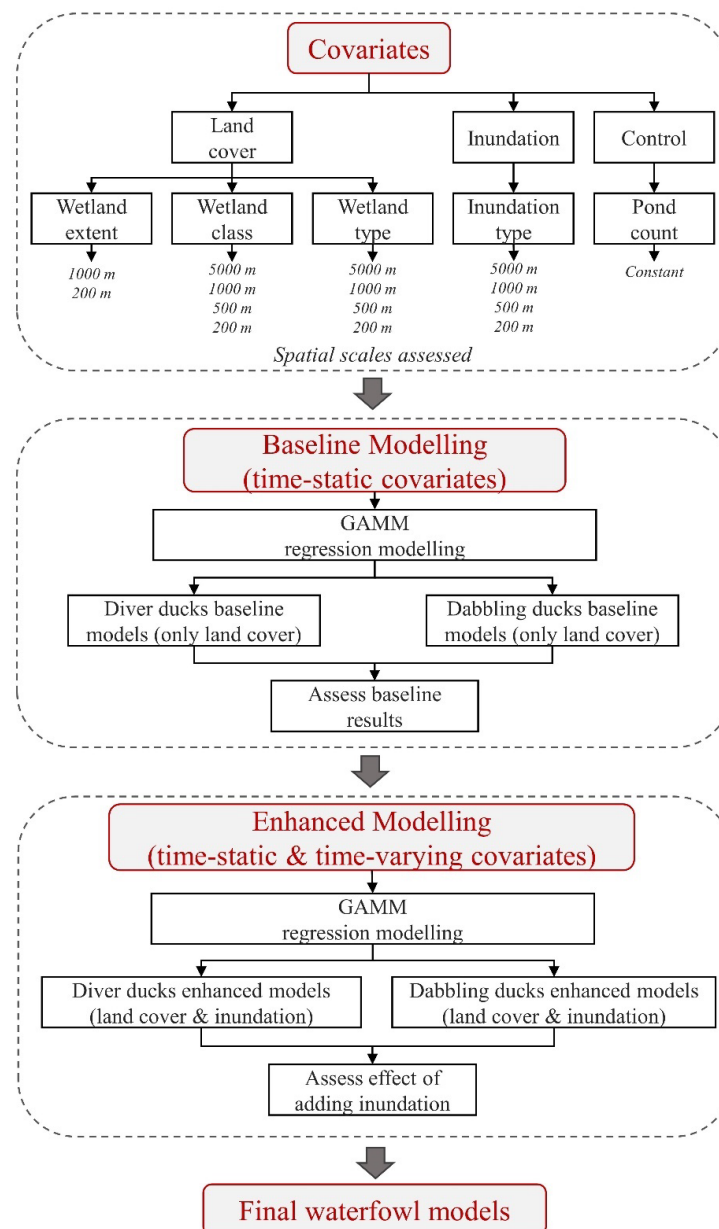 Covariates
Land
cover
Inundation
Control
Wetland
extent
Wetland
class
Wetland
type
Inundation
type
Pond
count
1000 m
200 m
5000 m
1000 m
500 m
200 m
5000 m
1000 m
500 m
200 m
5000 m
1000 m
500 m
200 m
Constant
Spatial scales assessed
Baseline Modelling
(time-static covariates)
GAMM
regression modelling
Diver ducks baseline
models (only land cover)
Dabbling ducks baseline
models (only land cover)
Assess baseline
results
Enhanced Modelling
(time-static & time-varying covariates)
GAMM
regression modelling
Diver ducks enhanced models
(land cover & inundation)
Dabbling ducks enhanced models
(land cover & inundation)
Assess effect of
adding inundation
Final waterfowl models